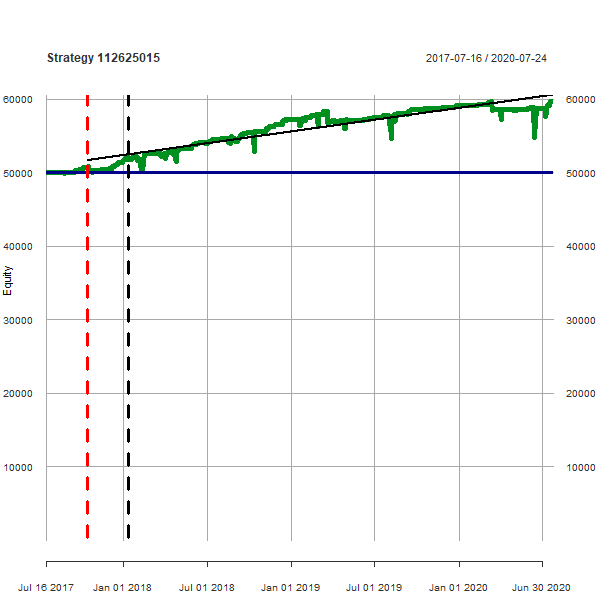 Strategy 112625015
2017-07-16 / 2020-07-24
60000
60000
50000
50000
40000
40000
30000
30000
20000
20000
10000
10000
Equity
Jul 16 2017
Jan 01 2018
Jul 01 2018
Jan 01 2019
Jul 01 2019
Jan 01 2020
Jun 30 2020